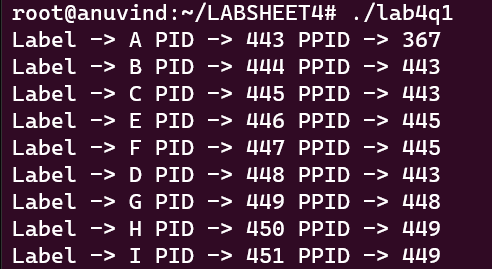 root@anuvind:~/LABSHEET4# ./lab4q1
Label -> A PID -> 443 PPID -> 367
Label -> B PID -> 444 PPID -> 443
Label -> C PID -> 445 PPID -> 443
Label -> E PID -> 446 PPID -> 445
Label -> F PID -> 447 PPID -> 445
Label -> D PID -> 448 PPID -> 443
Label -> G PID -> 449 PPID -> 448
Label -> H PID -> 450 PPID -> 449
Label -> I PID -> 451 PPID -> 449